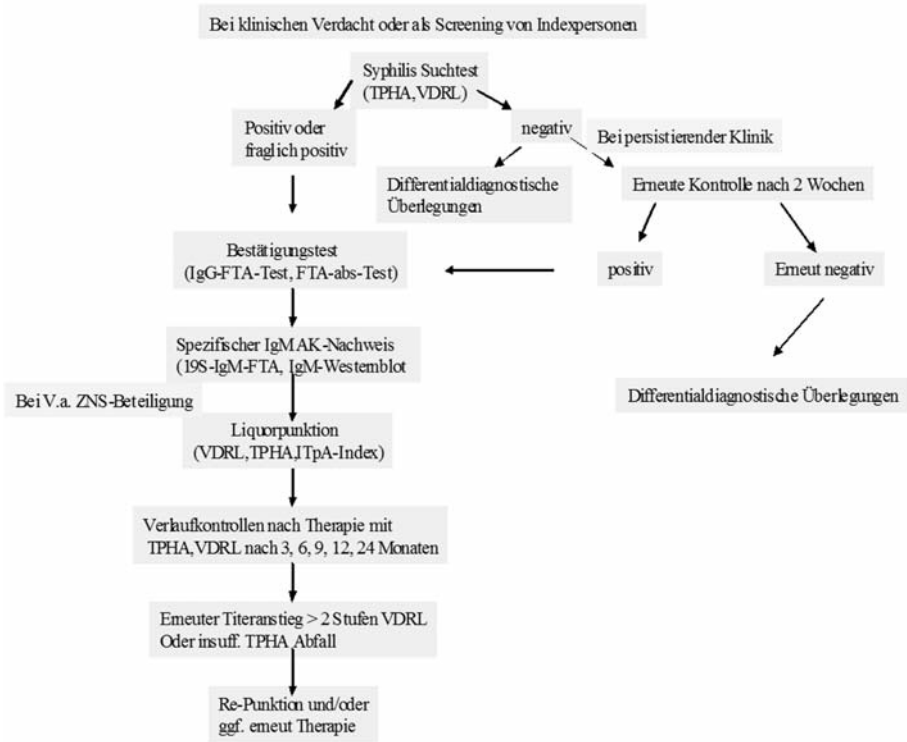 Bei klinischen Verdacht oder als Screening von Indexpersonen
Syphilis Suchtest
(TPHA,VDRL)
Positiv oder
fraglich positiv
negativ
Bei persistierender Klinik
Differentialdiagnostische
Überlegungen
Erneute Kontrolle nach 2 Wochen
Bestätigungstest
(IgG-FTA-Test, FTA-abs-Test)
positiv
Erneut negativ
Spezifischer IgM AK-Nachweis
(19S-IgM-FTA, IgM-Westernblot
Bei V.a. ZNS-Beteiligung
Differentialdiagnostische Überlegungen
Liquorpunktion
(VDRL,TPHA,ITpA-Index)
Verlaufkontrollen nach Therapie mit
TPHA,VDRL nach 3, 6, 9, 12, 24 Monaten
Erneuter Titeranstieg > 2 Stufen VDRL
Oder insuff. TPHA Abfall
Re-Punktion und/oder
ggf. erneut Therapie